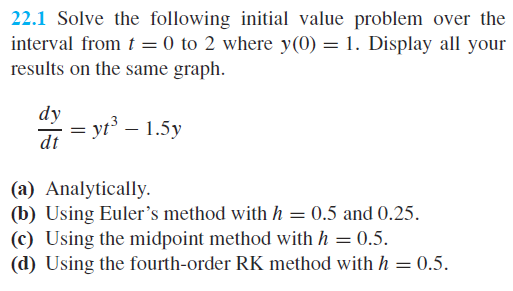 22.1 Solve the following initial value problem over the
interval from t = 0 to 2 where y(0) = 1. Display all your
results on the same graph.
dy/dt = yt³ − 1.5y
(a) Analytically.
(b) Using Euler's method with h = 0.5 and 0.25.
(c) Using the midpoint method with h = 0.5.
(d) Using the fourth-order RK method with h = 0.5.